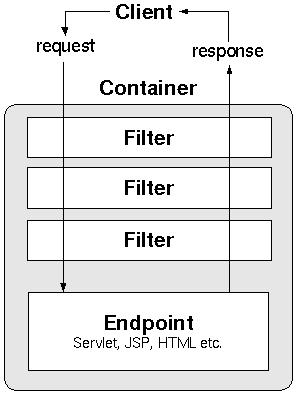 Client
request
response
Container
Filter
Filter
Filter
Endpoint
Servlet, JSP, HTML etc.